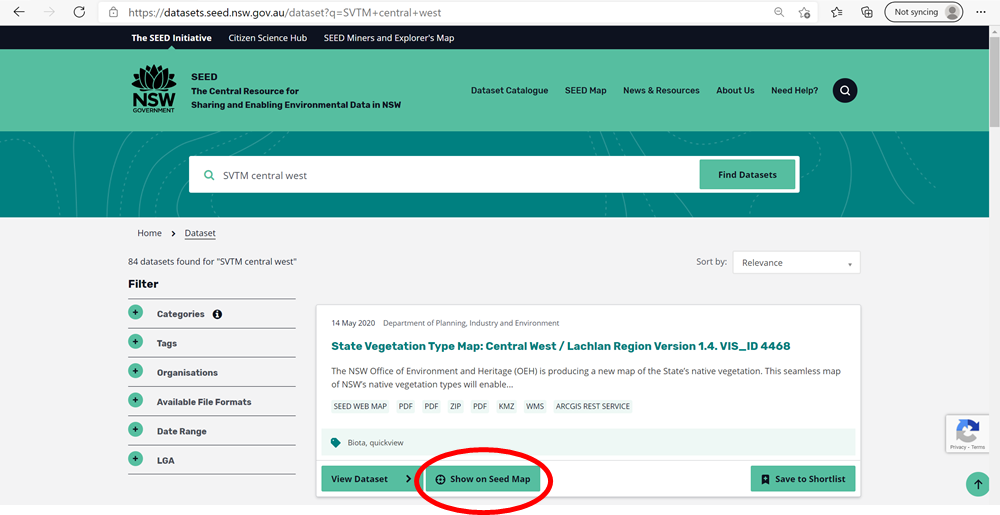 https://datasets.seed.nsw.gov.au/dataset?q=SVTM+central+west
Not syncing
The SEED Initiative
Citizen Science Hub
SEED Miners and Explorer's Map
NSW
GOVERNMENT
SEED
The Central Resource for
Sharing and Enabling Environmental Data in NSW
Dataset Catalogue
SEED Map
News & Resources
About Us
Need Help?
SVTM central west
Find Datasets
Home > Dataset
84 datasets found for "SVTM central west"
Sort by:
Relevance
Filter
Categories
Tags
Organisations
Available File Formats
Date Range
LGA
14 May 2020 Department of Planning, Industry and Environment
State Vegetation Type Map: Central West / Lachlan Region Version 1.4. VIS_ID 4468
The NSW Office of Environment and Heritage (OEH) is producing a new map of the State's native vegetation. This seamless map
of NSW's native vegetation types will enable...
SEED WEB MAP PDF PDF ZIP PDF KMZ WMS ARCGIS REST SERVICE
Biota, quickview
View Dataset
Show on Seed Map
Save to Shortlist
Privacy - Terms